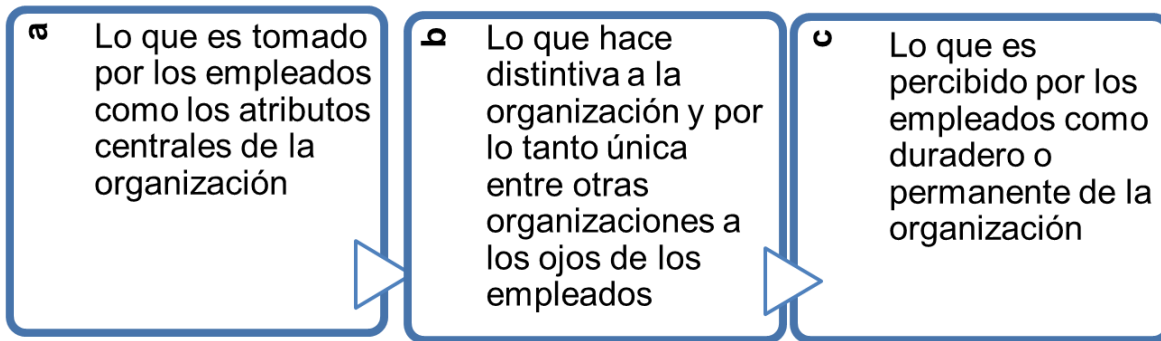 a
Lo que es tomado
por los empleados
como los atributos
centrales de la
organización
b
Lo que hace
distintiva a la
organización y por
lo tanto única
entre otras
organizaciones a
los ojos de los
empleados
c
Lo que es
percibido por los
empleados como
duradero o
permanente de la
organización